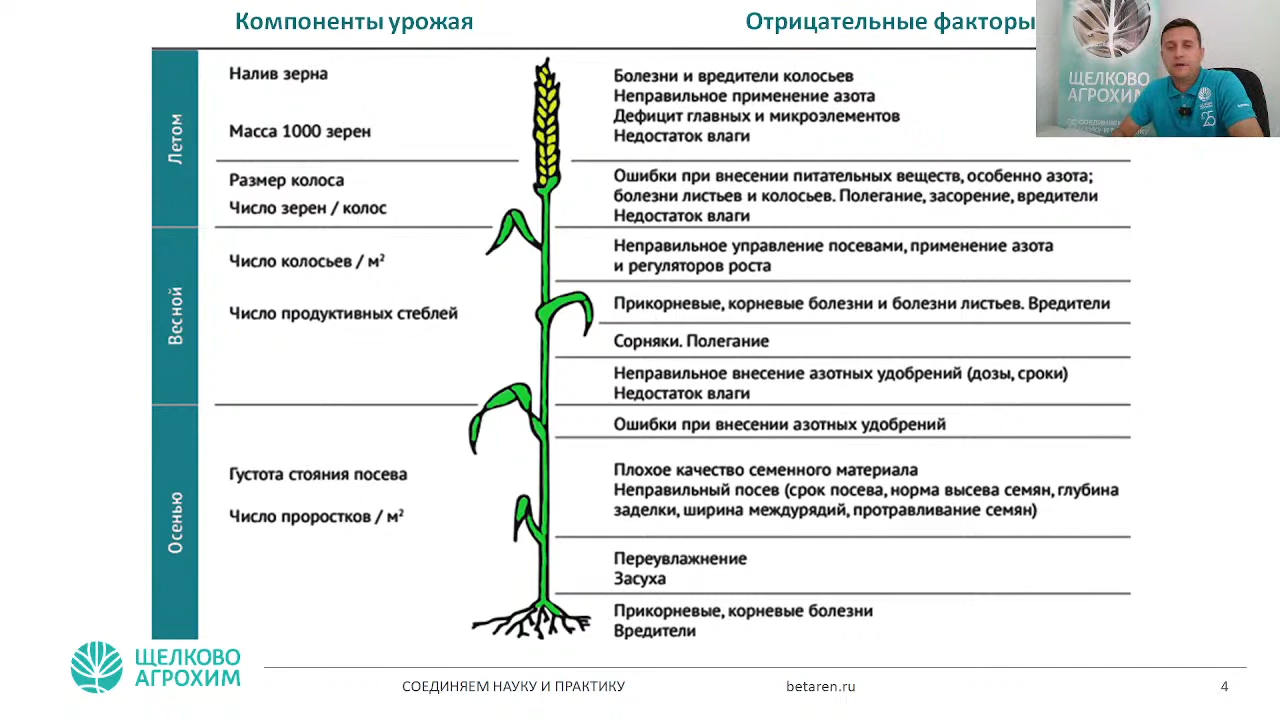 Компоненты урожая
Отрицательные факторы
ЩЕЛКОВО
АГРОХИМ
25
Летом
Налив зерна
Масса 1000 зерен
Болезни и вредители колосьев
Неправильное применение азота
Дефицит главных и микроэлементов
Недостаток влаги
Размер колоса
Число зерен / колос
Ошибки при внесении питательных веществ, особенно азота;
болезни листьев и колосьев. Полегание, засорение, вредители
Недостаток влаги
Весной
Число колосьев / м²
Число продуктивных стеблей
Неправильное управление посевами, применение азота
и регуляторов роста
Прикорневые, корневые болезни и болезни листьев. Вредители
Сорняки. Полегание
Неправильное внесение азотных удобрений (дозы, сроки)
Недостаток влаги
Осенью
Густота стояния посева
Число проростков / м²
Ошибки при внесении азотных удобрений
Плохое качество семенного материала
Неправильный посев (срок посева, норма высева семян, глубина
заделки, ширина междурядий, протравливание семян)
Переувлажнение
Засуха
Прикорневые, корневые болезни
Вредители
ЩЕЛКОВО
АГРОХИМ
СОЕДИНЯЕМ НАУКУ И ПРАКТИКУ
betaren.ru
4